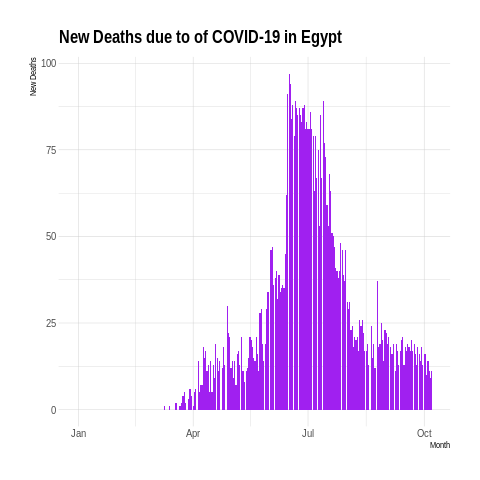 New Deaths due to of COVID-19 in Egypt
New Deaths
100
75
50
25
0
Jan Apr Jul Oct
Month